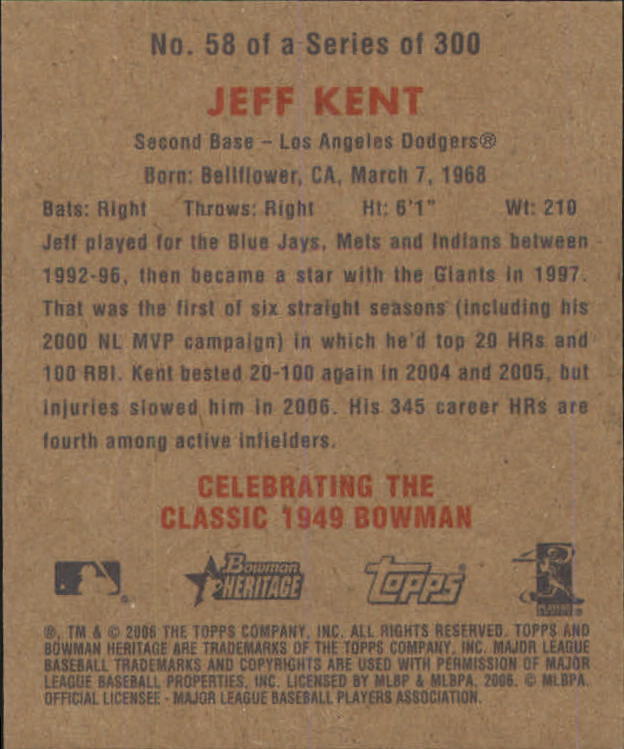 No. 58 of a Series of 300
JEFF KENT
Second Base – Los Angeles Dodgers®
Born: Bellflower, CA, March 7, 1968
Bats: Right Throws: Right Ht: 6'1" Wt: 210
Jeff played for the Blue Jays, Mets and Indians between
1992-96, then became a star with the Giants in 1997.
That was the first of six straight seasons (including his
2000 NL MVP campaign) in which he'd top 20 HRs and
100 RBI. Kent bested 20-100 again in 2004 and 2005, but
injuries slowed him in 2006. His 345 career HRs are
fourth among active infielders.
CELEBRATING THE
CLASSIC 1949 BOWMAN
Bowman
HERITAGE
topps
PLAYERS
®, TM & © 2006 THE TOPPS COMPANY, INC. ALL RIGHTS RESERVED. TOPPS AND
BOWMAN HERITAGE ARE TRADEMARKS OF THE TOPPS COMPANY, INC. MAJOR LEAGUE
BASEBALL TRADEMARKS AND COPYRIGHTS ARE USED WITH PERMISSION OF MAJOR
LEAGUE BASEBALL PROPERTIES, INC. LICENSED BY MLBP & MLBPA, 2006. © MLBPA.
OFFICIAL LICENSEE - MAJOR LEAGUE BASEBALL PLAYERS ASSOCIATION.